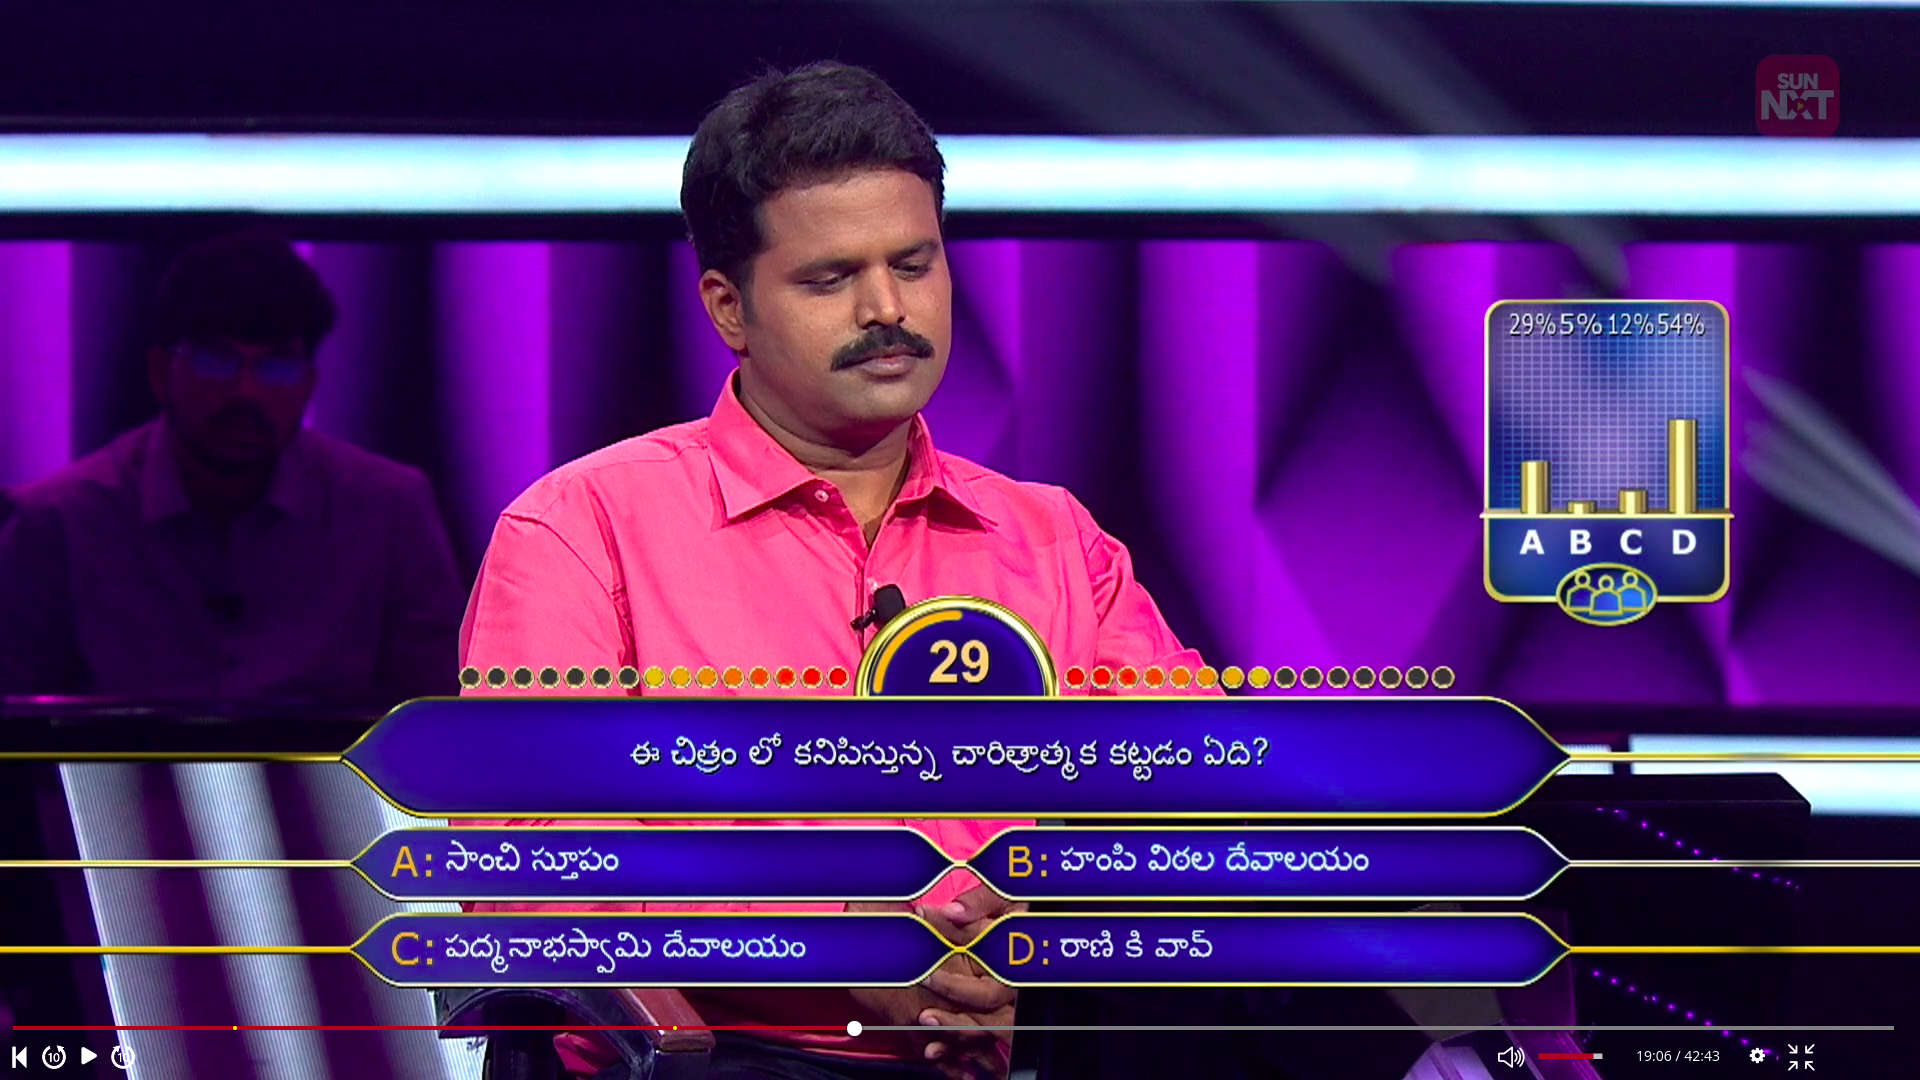 SUN
NXT
29% 5% 12% 54%
A B C D
29
ఈ చిత్రం లో కనిపిస్తున్న చారిత్రాత్మక కట్టడం ఏది?
A: సాంచి స్తూపం
B: హంపి విఠల దేవాలయం
C: పద్మనాభస్వామి దేవాలయం
D: రాణి కి వావ్
10
10
19:06 / 42:43